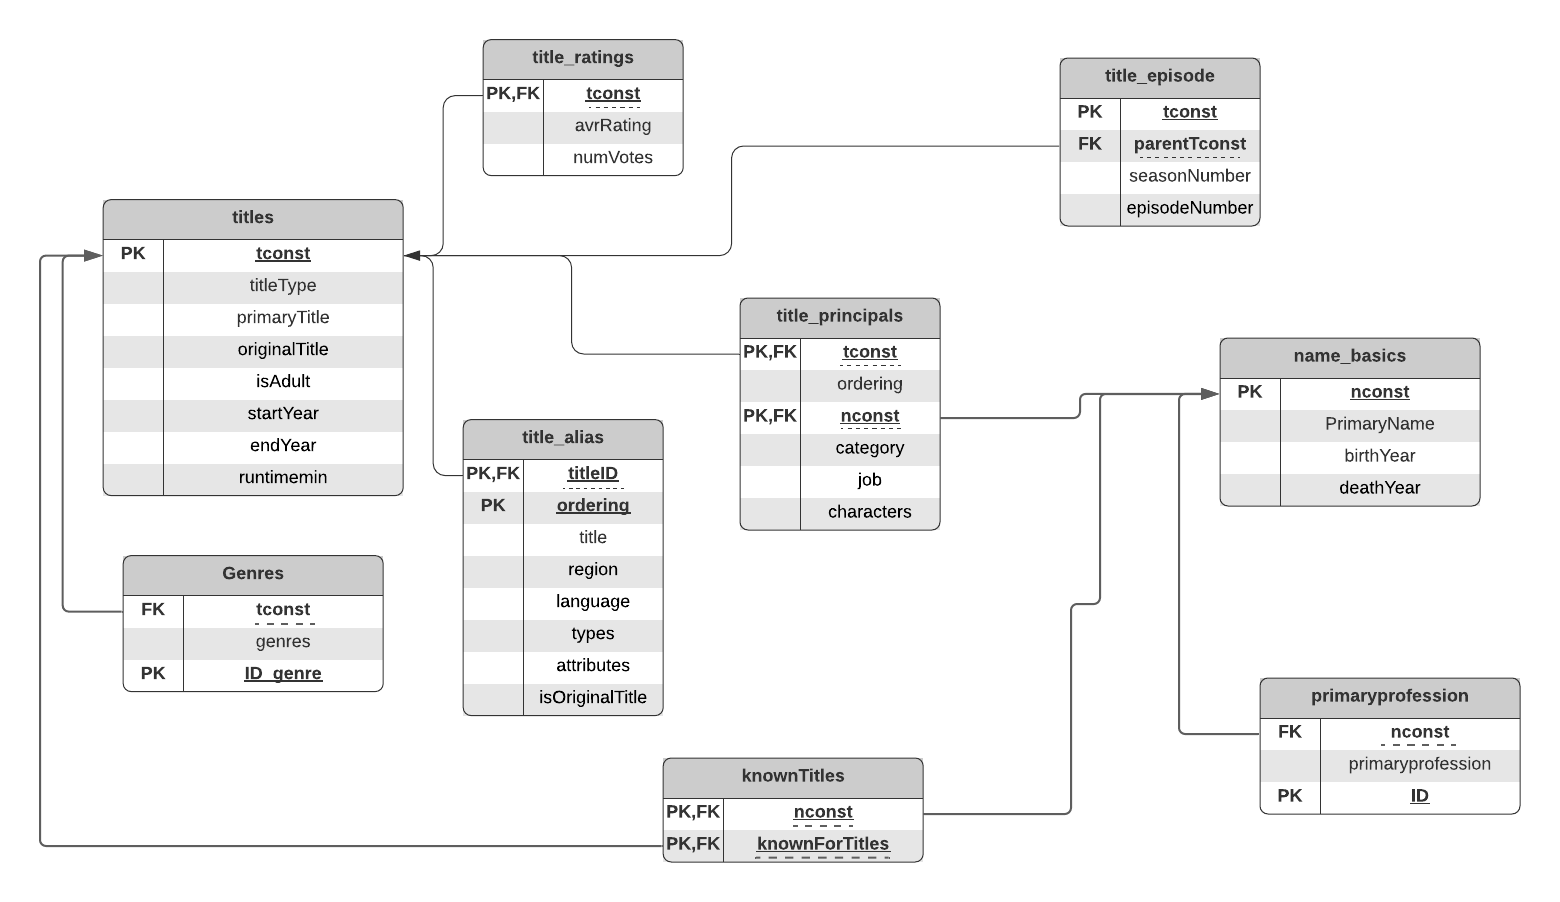 title_ratings
PK,FK tconst
avrRating
numVotes
title_episode
PK tconst
FK parentTconst
seasonNumber
episodeNumber
titles
PK tconst
titleType
primaryTitle
originalTitle
isAdult
startYear
endYear
runtimemin
title_principals
PK,FK tconst
ordering
PK,FK nconst
category
job
characters
name_basics
PK nconst
PrimaryName
birthYear
deathYear
title_alias
PK,FK titleID
PK ordering
title
region
language
types
attributes
isOriginalTitle
Genres
FK tconst
genres
PK ID_genre
primaryprofession
FK nconst
primaryprofession
PK ID
knownTitles
PK,FK nconst
PK,FK knownForTitles